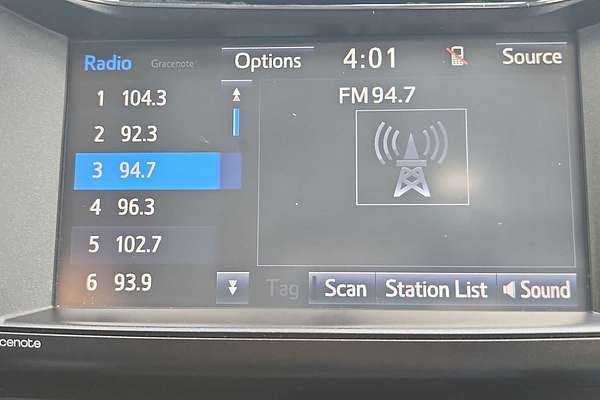 Radio Gracenote Options 4:01 Source
1 104.3
2 92.3
3 94.7
4 96.3
5 102.7
6 93.9
FM 94.7
Tag Scan Station List Sound
cenote